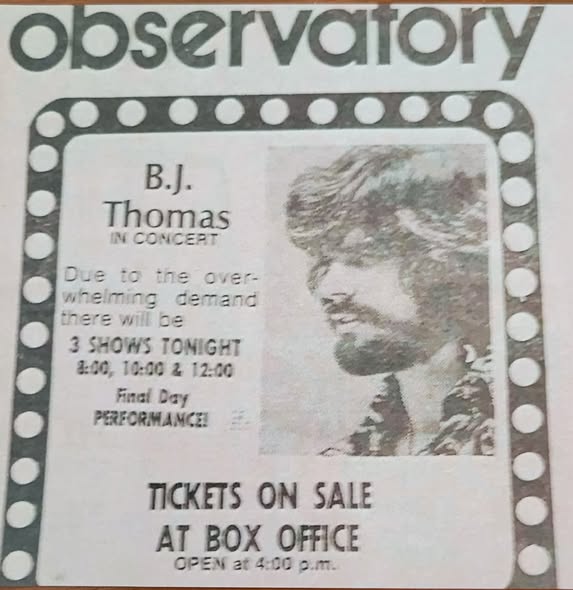 observatory
B.J.
Thomas
IN CONCERT
Due to the over-
whelming demand
there will be
3 SHOWS TONIGHT
8:00, 10:00 & 12:00
Final Day
PERFORMANCE!
TICKETS ON SALE
AT BOX OFFICE
OPEN at 4:00 p.m.